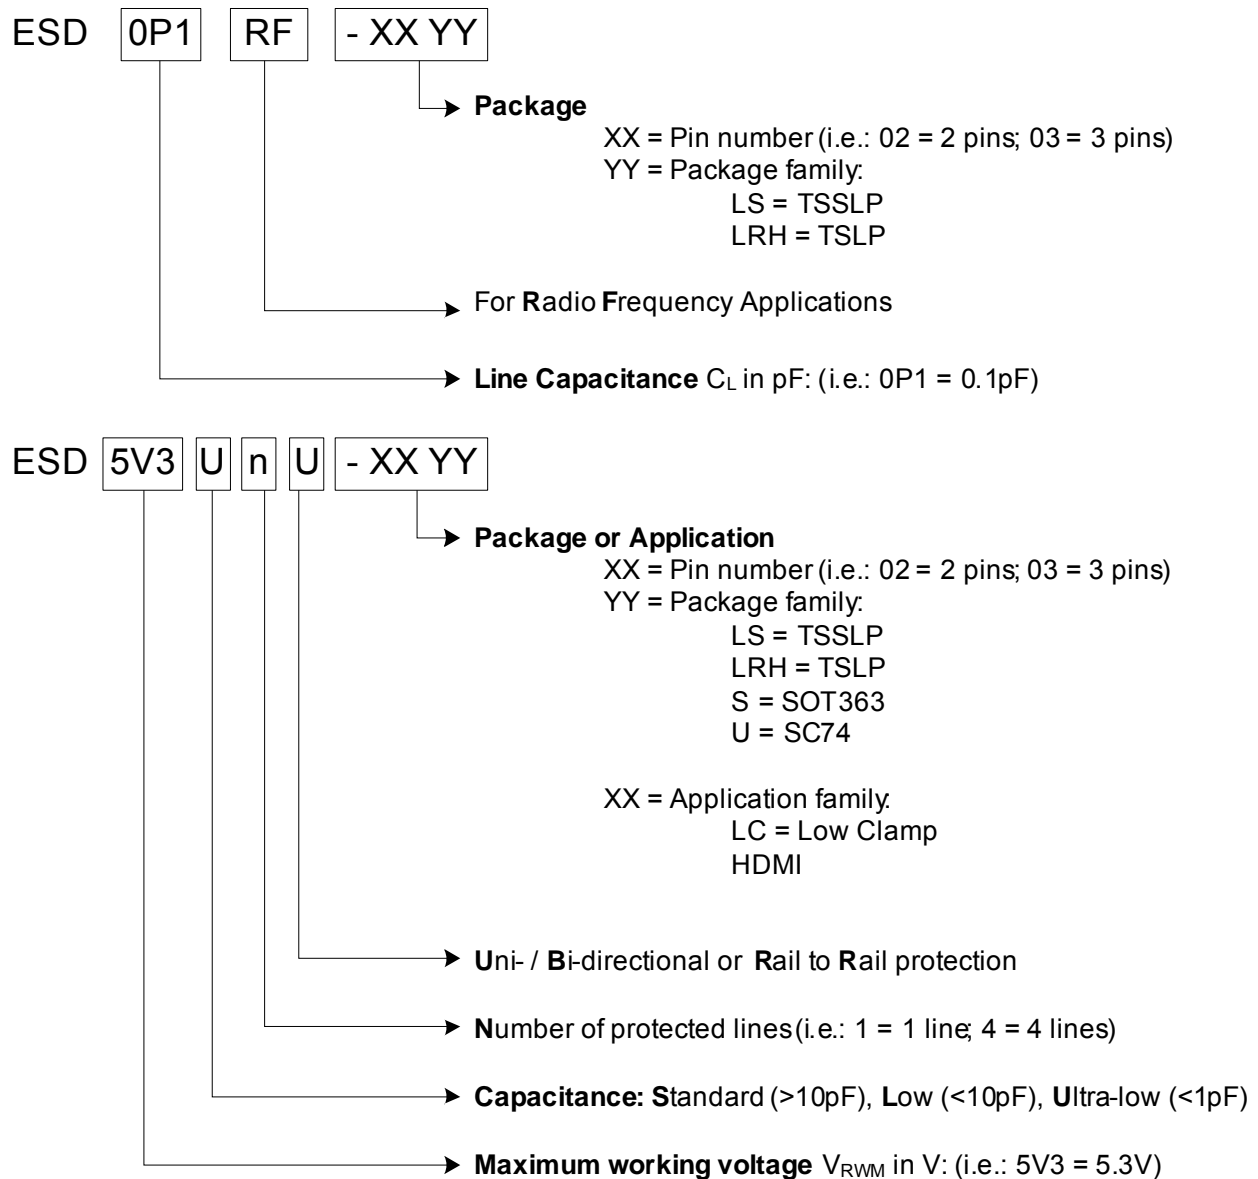 ESD 0P1 RF - XX YY
Package
XX = Pin number (i.e.: 02 = 2 pins; 03 = 3 pins)
YY = Package family:
LS = TSSLP
LRH = TSLP
For Radio Frequency Applications
Line Capacitance CL in pF: (i.e.: 0P1 = 0.1pF)
ESD 5V3 U n U - XX YY
Package or Application
XX = Pin number (i.e.: 02 = 2 pins; 03 = 3 pins)
YY = Package family:
LS = TSSLP
LRH = TSLP
S = SOT363
U = SC74
XX = Application family:
LC = Low Clamp
HDMI
Uni- / Bi-directional or Rail to Rail protection
Number of protected lines (i.e.: 1 = 1 line; 4 = 4 lines)
Capacitance: Standard (>10pF), Low (<10pF), Ultra-low (<1pF)
Maximum working voltage VRWM in V: (i.e.: 5V3 = 5.3V)